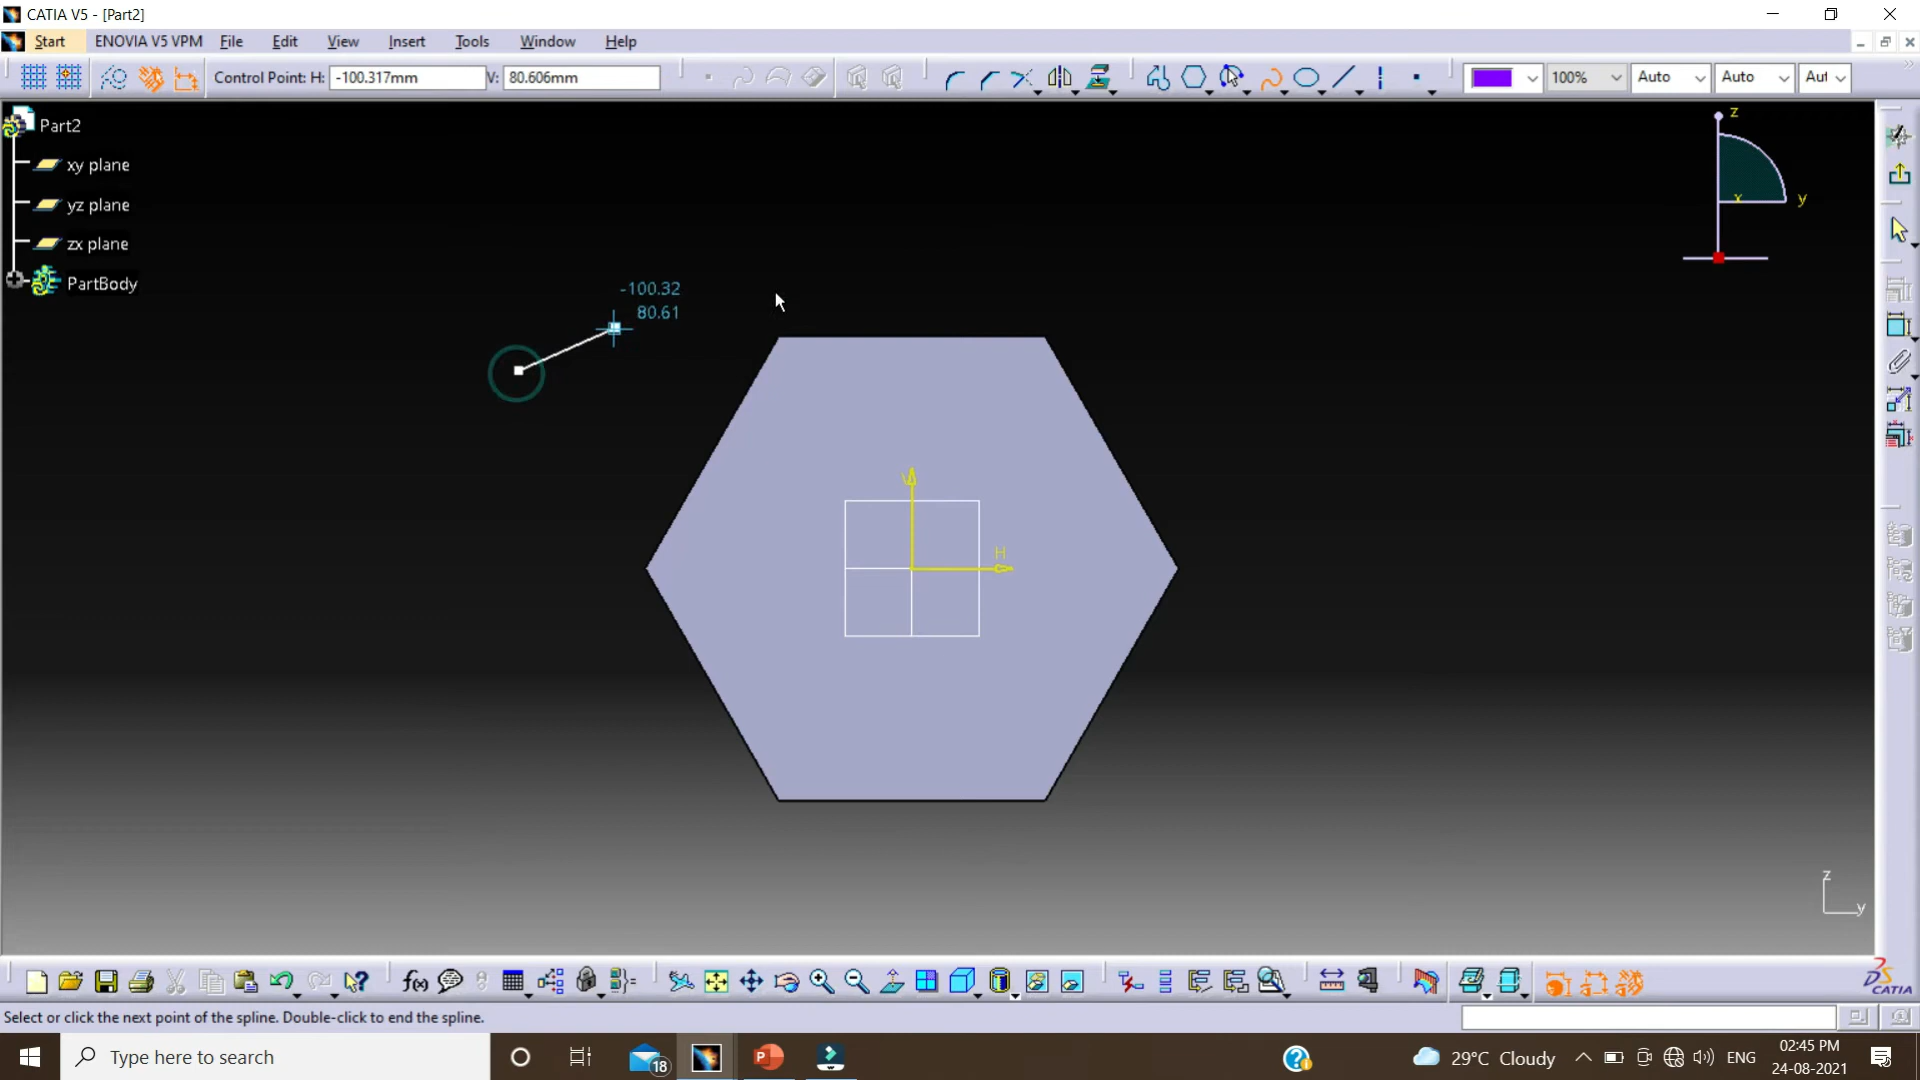 CATIA V5 - [Part2]
Start ENOVIA V5 VPM File Edit View Insert Tools Window Help
Control Point: H: -100.317mm V: 80.606mm 100% Auto Auto Aut
Part2
xy plane
yz plane
zx plane
PartBody
z
x
y
-100.32
80.61
V
H
z
y
f(x)
CATIA
Select or click the next point of the spline. Double-click to end the spline.
Type here to search
18
29°C Cloudy
ENG
02:45 PM
24-08-2021